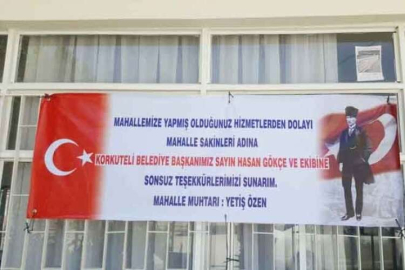 MAHALLEMİZE YAPMIŞ OLDUĞUNUZ HİZMETLERDEN DOLAYI
MAHALLE SAKİNLERİ ADINA
KORKUTELİ BELEDİYE BAŞKANIMIZ SAYIN HASAN GÖKÇE VE EKİBİNE
SONSUZ TEŞEKKÜRLERİMİZİ SUNARIM.
MAHALLE MUHTARI : YETİŞ ÖZEN